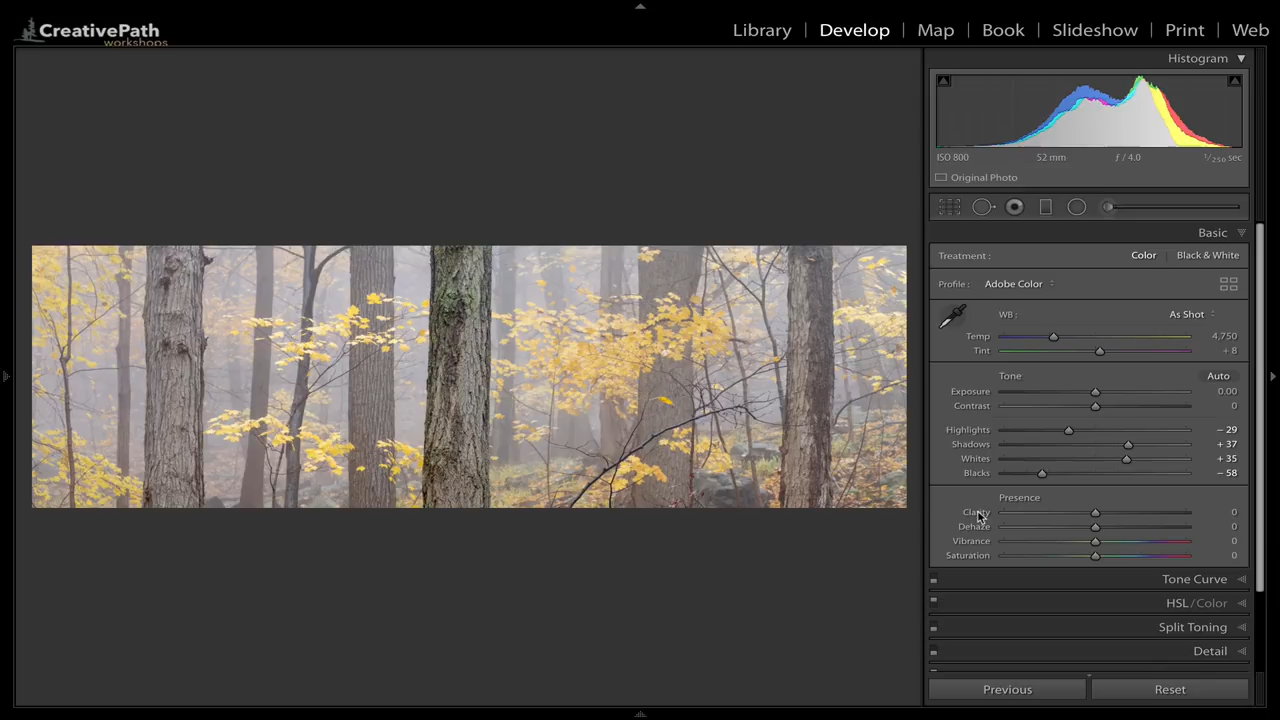 CreativePath
workshops
Library | Develop | Map | Book | Slideshow | Print | Web
Histogram
ISO 800 52 mm ƒ / 4.0 1/250 sec
Original Photo
Basic
Treatment : Color Black & White
Profile : Adobe Color
WB : As Shot
Temp 4,750
Tint + 8
Tone Auto
Exposure 0.00
Contrast 0
Highlights − 29
Shadows + 37
Whites + 35
Blacks − 58
Presence
Clarity 0
Dehaze 0
Vibrance 0
Saturation 0
Tone Curve
HSL / Color
Split Toning
Detail
Previous Reset